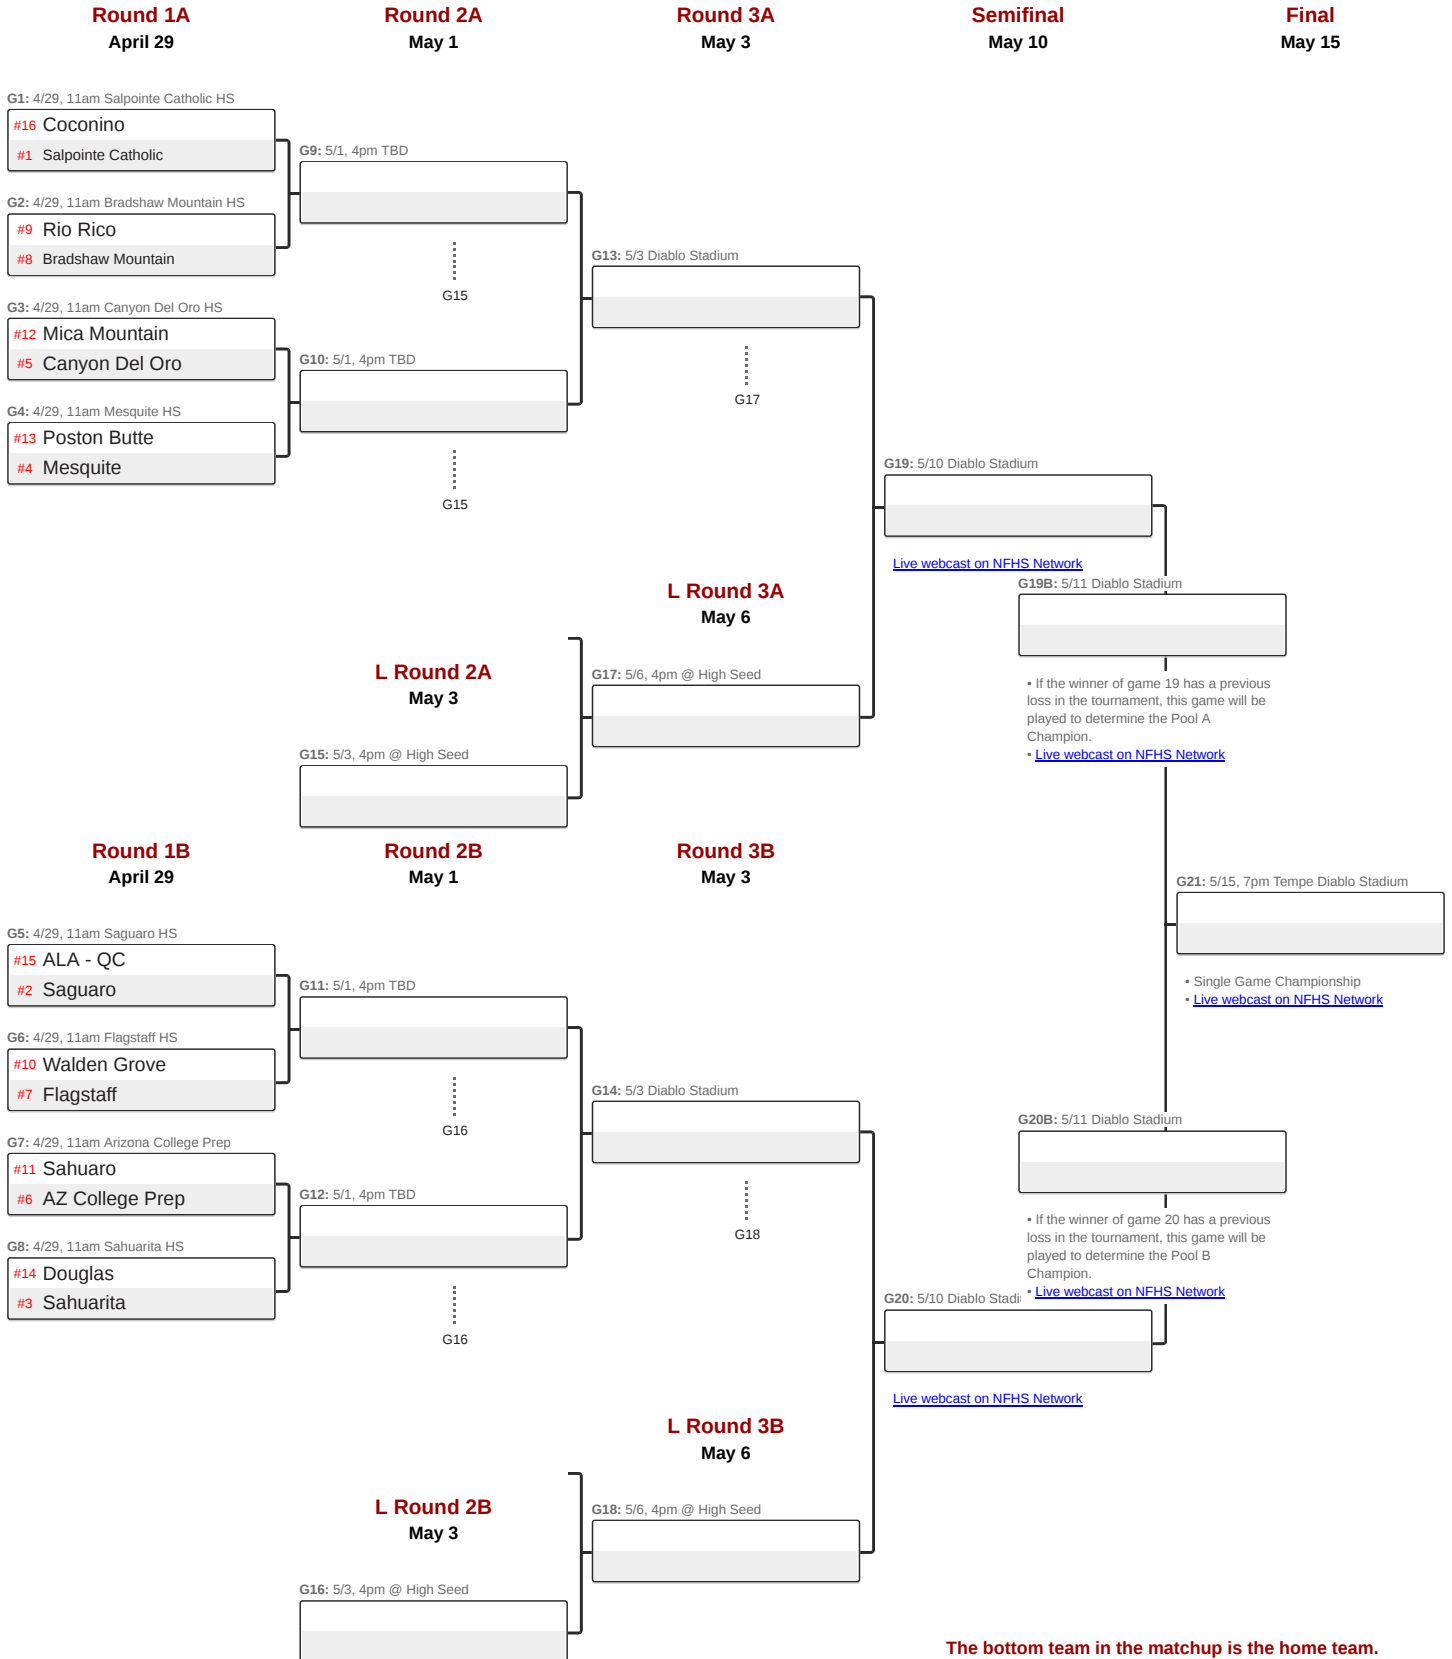 Round 1A
April 29
Round 2A
May 1
Round 3A
May 3
Semifinal
May 10
Final
May 15
G1: 4/29, 11am Salpointe Catholic HS
#16 Coconino
#1 Salpointe Catholic
G2: 4/29, 11am Bradshaw Mountain HS
#9 Rio Rico
#8 Bradshaw Mountain
G3: 4/29, 11am Canyon Del Oro HS
#12 Mica Mountain
#5 Canyon Del Oro
G4: 4/29, 11am Mesquite HS
#13 Poston Butte
#4 Mesquite
G9: 5/1, 4pm TBD
G15
G10: 5/1, 4pm TBD
G15
G13: 5/3 Diablo Stadium
G17
G19: 5/10 Diablo Stadium
Live webcast on NFHS Network
G19B: 5/11 Diablo Stadium
• If the winner of game 19 has a previous
loss in the tournament, this game will be
played to determine the Pool A
Champion.
• Live webcast on NFHS Network
L Round 3A
May 6
G17: 5/6, 4pm @ High Seed
L Round 2A
May 3
G15: 5/3, 4pm @ High Seed
Round 1B
April 29
Round 2B
May 1
Round 3B
May 3
G21: 5/15, 7pm Tempe Diablo Stadium
• Single Game Championship
• Live webcast on NFHS Network
G5: 4/29, 11am Saguaro HS
#15 ALA - QC
#2 Saguaro
G6: 4/29, 11am Flagstaff HS
#10 Walden Grove
#7 Flagstaff
G7: 4/29, 11am Arizona College Prep
#11 Sahuaro
#6 AZ College Prep
G8: 4/29, 11am Sahuarita HS
#14 Douglas
#3 Sahuarita
G11: 5/1, 4pm TBD
G16
G12: 5/1, 4pm TBD
G16
G14: 5/3 Diablo Stadium
G18
G20B: 5/11 Diablo Stadium
• If the winner of game 20 has a previous
loss in the tournament, this game will be
played to determine the Pool B
Champion.
• Live webcast on NFHS Network
G20: 5/10 Diablo Stadi
Live webcast on NFHS Network
L Round 3B
May 6
G18: 5/6, 4pm @ High Seed
L Round 2B
May 3
G16: 5/3, 4pm @ High Seed
The bottom team in the matchup is the home team.